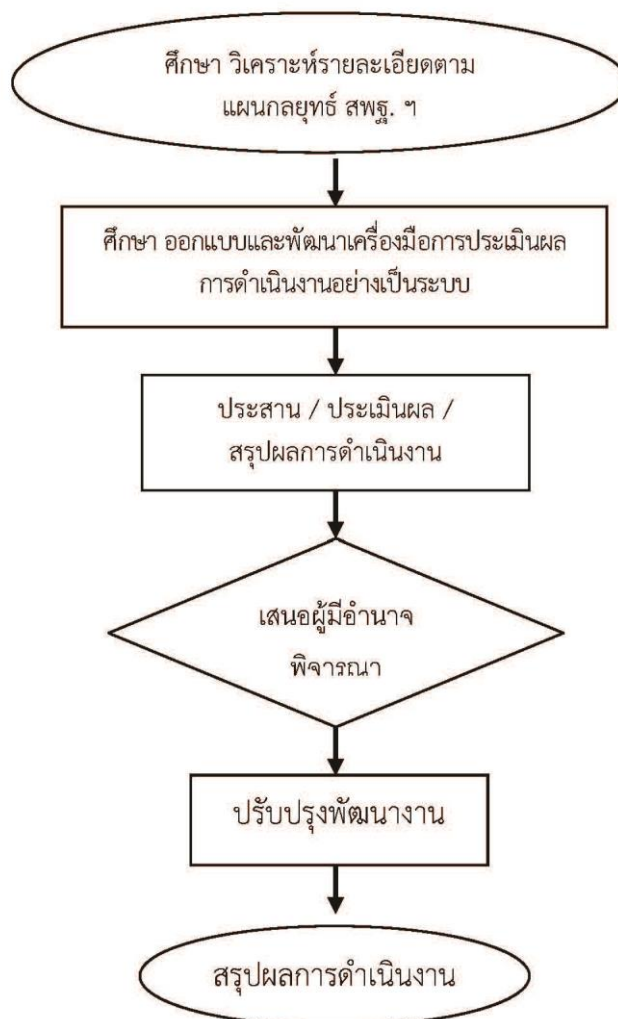 ศึกษา วิเคราะห์รายละเอียดตาม
แผนกลยุทธ์ สพฐ. ฯ
ศึกษา ออกแบบและพัฒนาเครื่องมือการประเมินผล
การดำเนินงานอย่างเป็นระบบ
ประสาน / ประเมินผล /
สรุปผลการดำเนินงาน
เสนอผู้มีอำนาจ
พิจารณา
ปรับปรุงพัฒนางาน
สรุปผลการดำเนินงาน